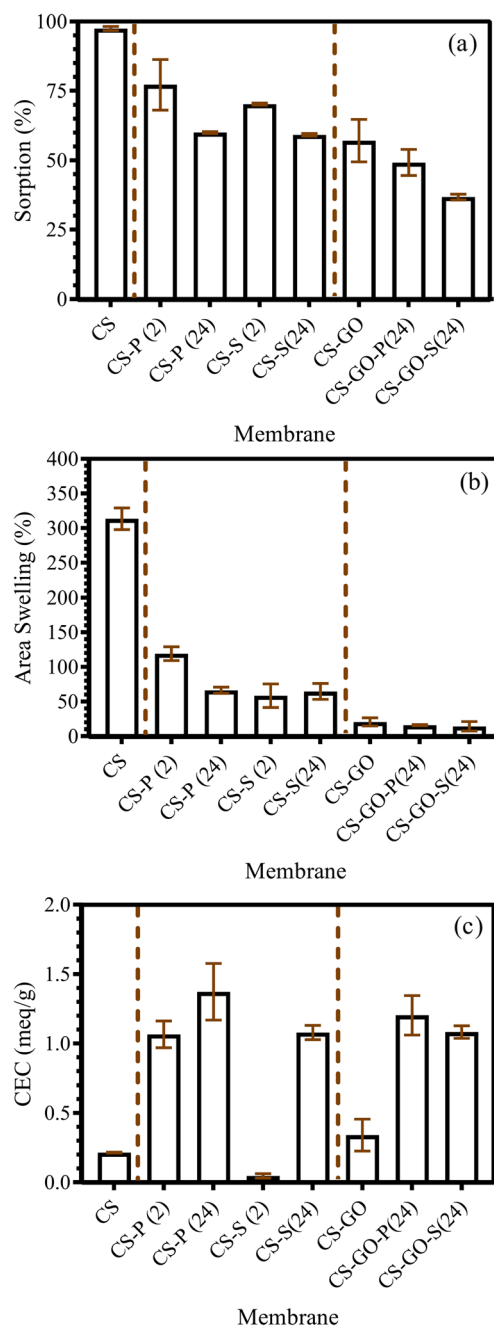 (a)
Sorption (%)
100
75
50
25
0
CS
CS-P (2)
CS-P (24)
CS-S (2)
CS-S(24)
CS-GO
CS-GO-P(24)
CS-GO-S(24)
Membrane
(b)
Area Swelling (%)
400
350
300
250
200
150
100
50
0
CS
CS-P (2)
CS-P (24)
CS-S (2)
CS-S(24)
CS-GO
CS-GO-P(24)
CS-GO-S(24)
Membrane
(c)
CEC (meq/g)
2.0
1.5
1.0
0.5
0.0
CS
CS-P (2)
CS-P (24)
CS-S (2)
CS-S(24)
CS-GO
CS-GO-P(24)
CS-GO-S(24)
Membrane